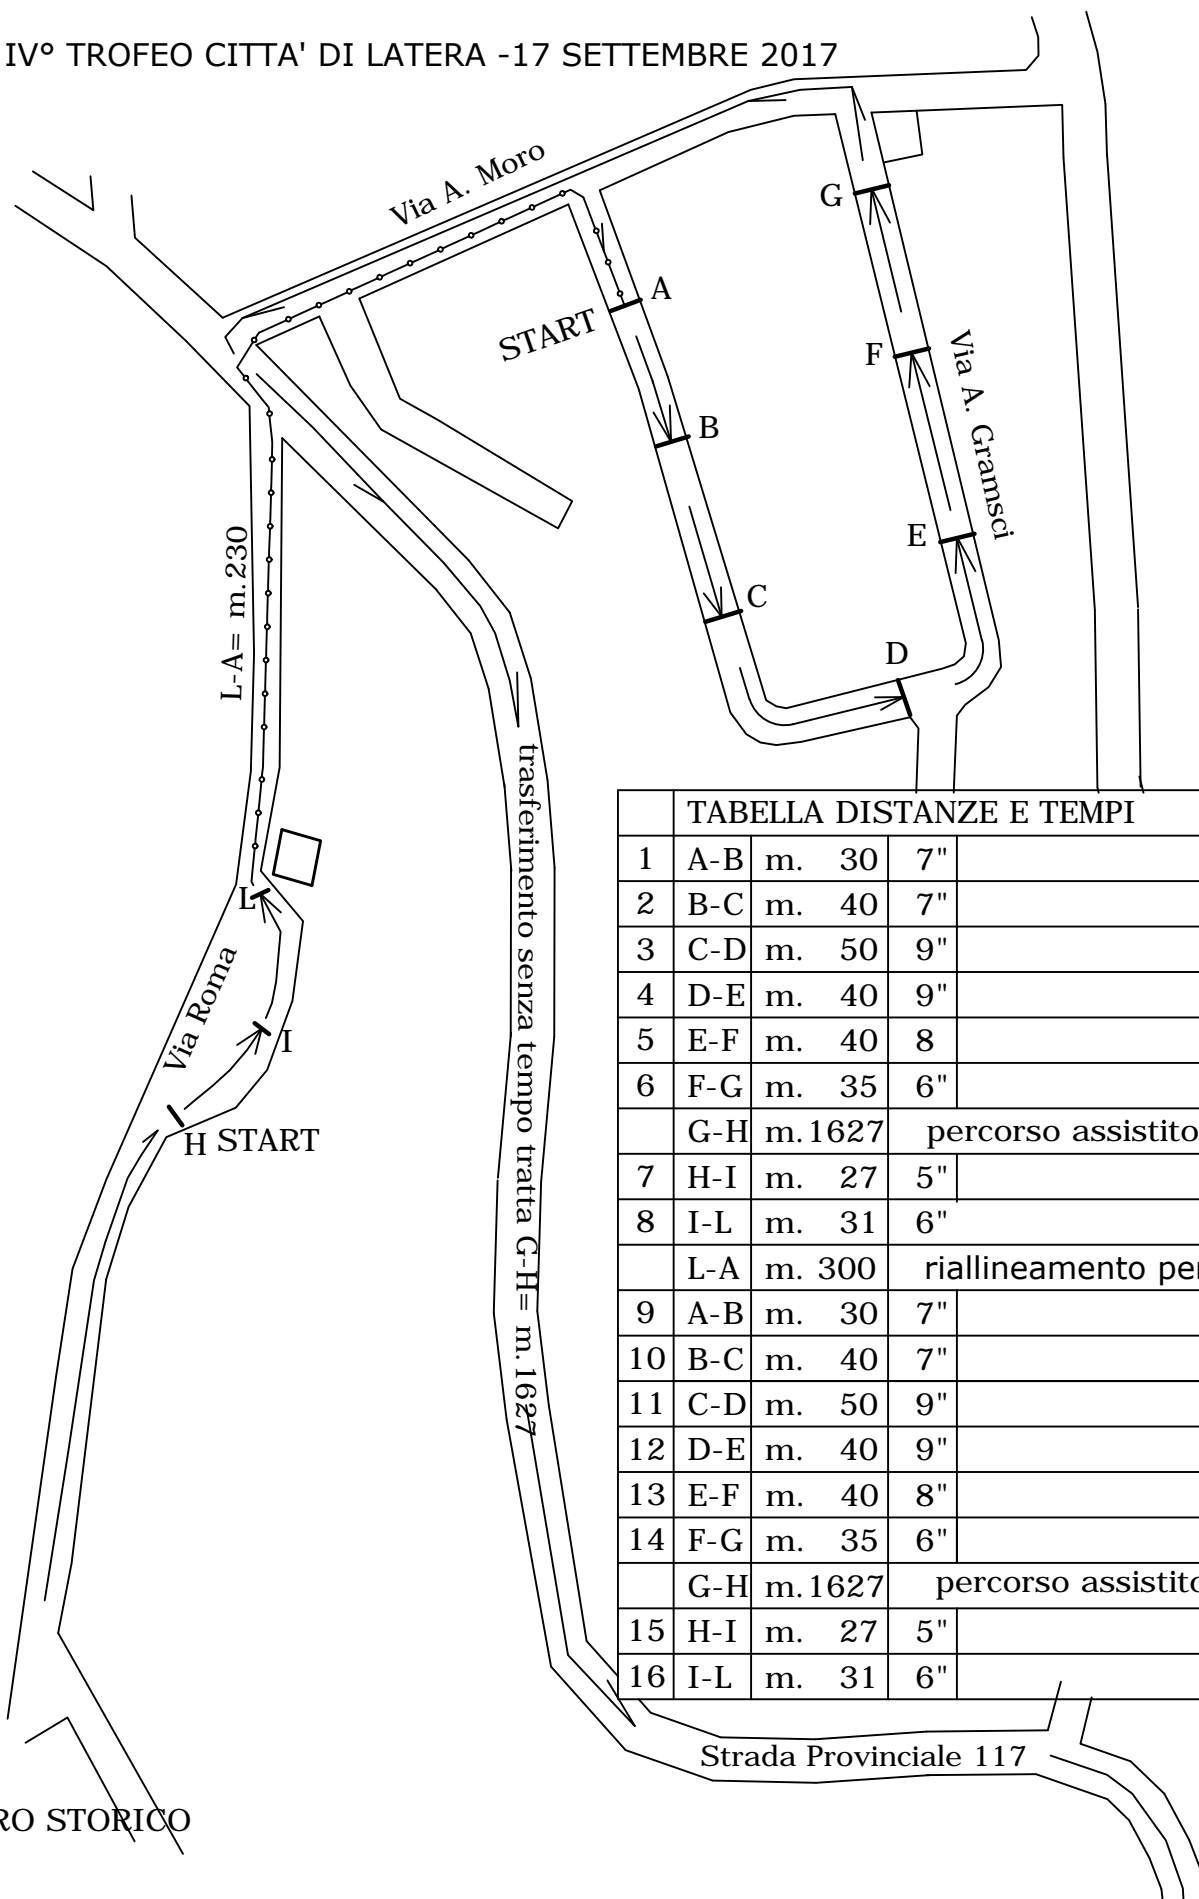 IV° TROFEO CITTA' DI LATERA -17 SETTEMBRE 2017
Via A. Moro
G
A
START
F
Via A. Gramsci
B
E
L-A= m.230
C
D
trasferimento senza tempo tratta G-H= m.1627
L
Via Roma
I
H START
TABELLA DISTANZE E TEMPI
1 A-B m. 30 7"
2 B-C m. 40 7"
3 C-D m. 50 9"
4 D-E m. 40 9"
5 E-F m. 40 8
6 F-G m. 35 6"
G-H m.1627 percorso assistito
7 H-I m. 27 5"
8 I-L m. 31 6"
L-A m. 300 riallineamento per
9 A-B m. 30 7"
10 B-C m. 40 7"
11 C-D m. 50 9"
12 D-E m. 40 9"
13 E-F m. 40 8"
14 F-G m. 35 6"
G-H m.1627 percorso assistito
15 H-I m. 27 5"
16 I-L m. 31 6"
Strada Provinciale 117
RO STORICO